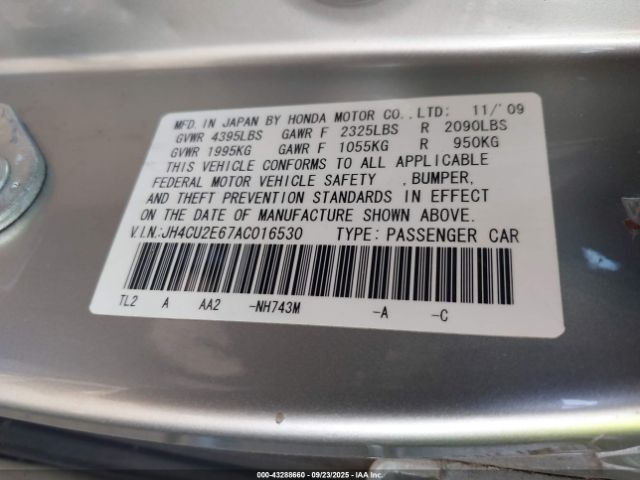 MFD. IN JAPAN BY HONDA MOTOR CO., LTD: 11/'09
GVWR 4395LBS GAWR F 2325LBS R 2090LBS
GVWR 1995KG GAWR F 1055KG R 950KG
THIS VEHICLE CONFORMS TO ALL APPLICABLE
FEDERAL MOTOR VEHICLE SAFETY , BUMPER,
AND THEFT PREVENTION STANDARDS IN EFFECT
ON THE DATE OF MANUFACTURE SHOWN ABOVE.
V.I.N.:JH4CU2E67AC016530 TYPE: PASSENGER CAR
TL2 A AA2 -NH743M -A -C
000-43288660 - 09/23/2025 - IAA Inc.